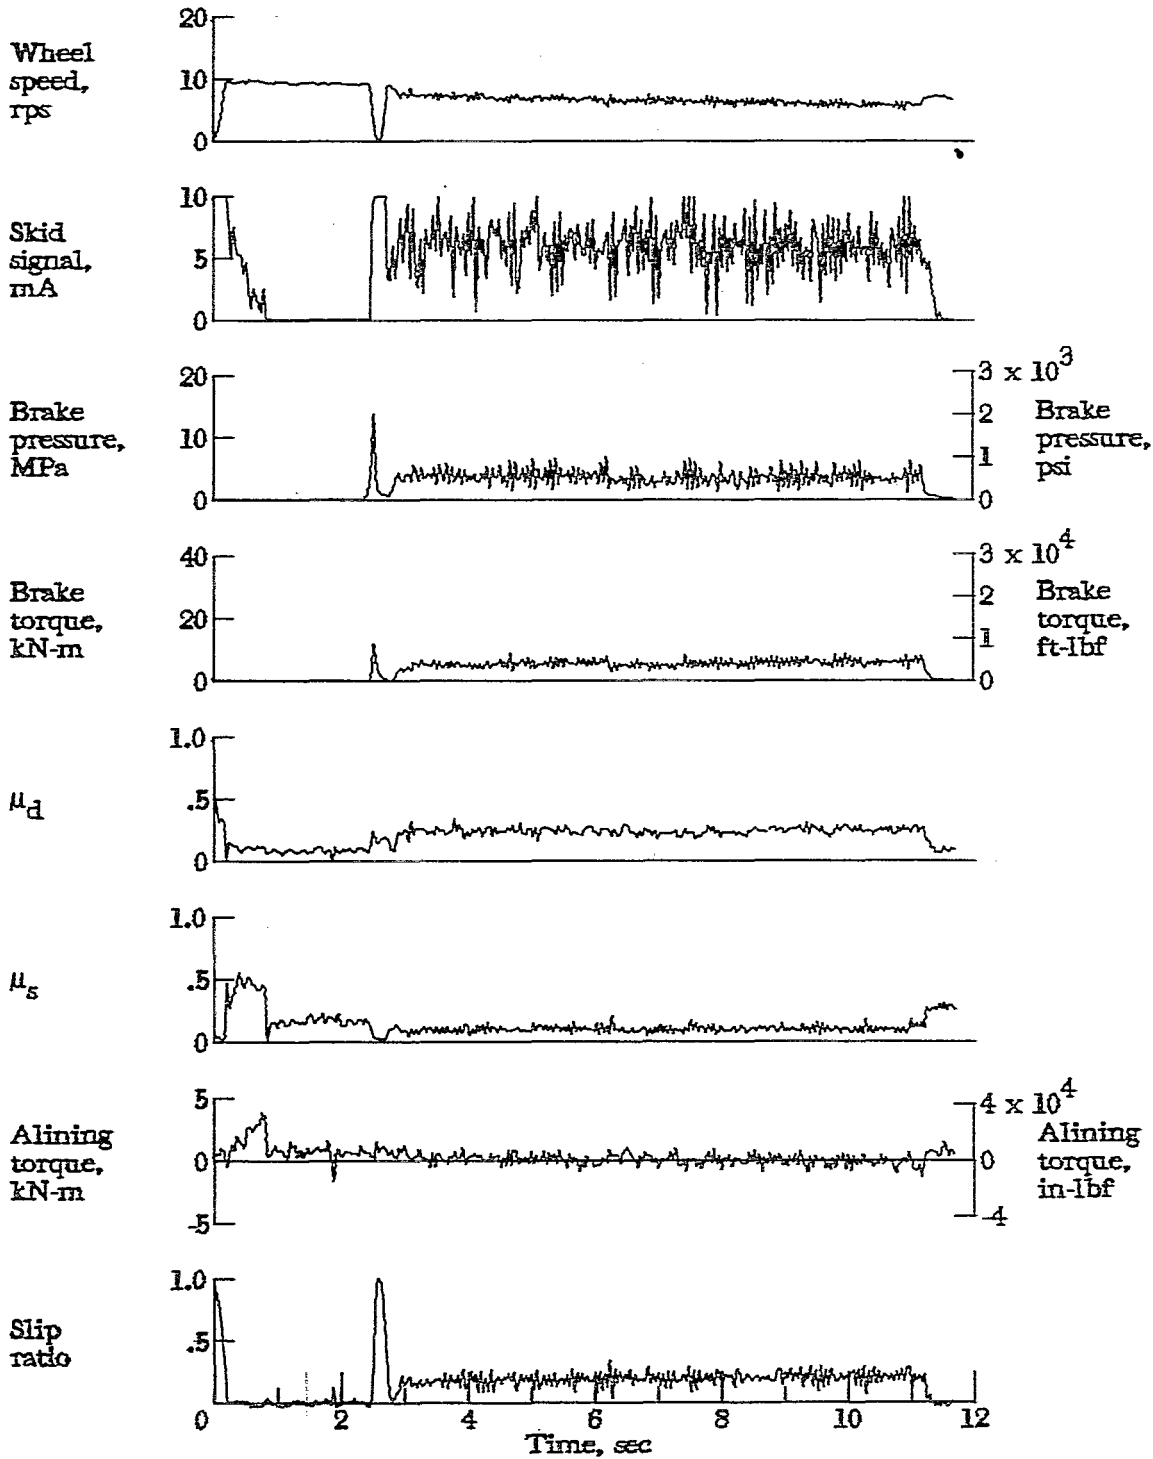 Wheel
speed,
rps
20
10
0
Skid
signal,
mA
10
5
0
Brake
pressure,
MPa
20
10
0
3 x 10³
2
1
0
Brake
pressure,
psi
Brake
torque,
kN-m
40
20
0
3 x 10⁴
2
1
0
Brake
torque,
ft-lbf
μd
1.0
.5
0
μs
1.0
.5
0
Alining
torque,
kN-m
5
0
-5
4 x 10⁴
0
-4
Alining
torque,
in-lbf
Slip
ratio
1.0
.5
0 2 4 6 8 10 12
Time, sec